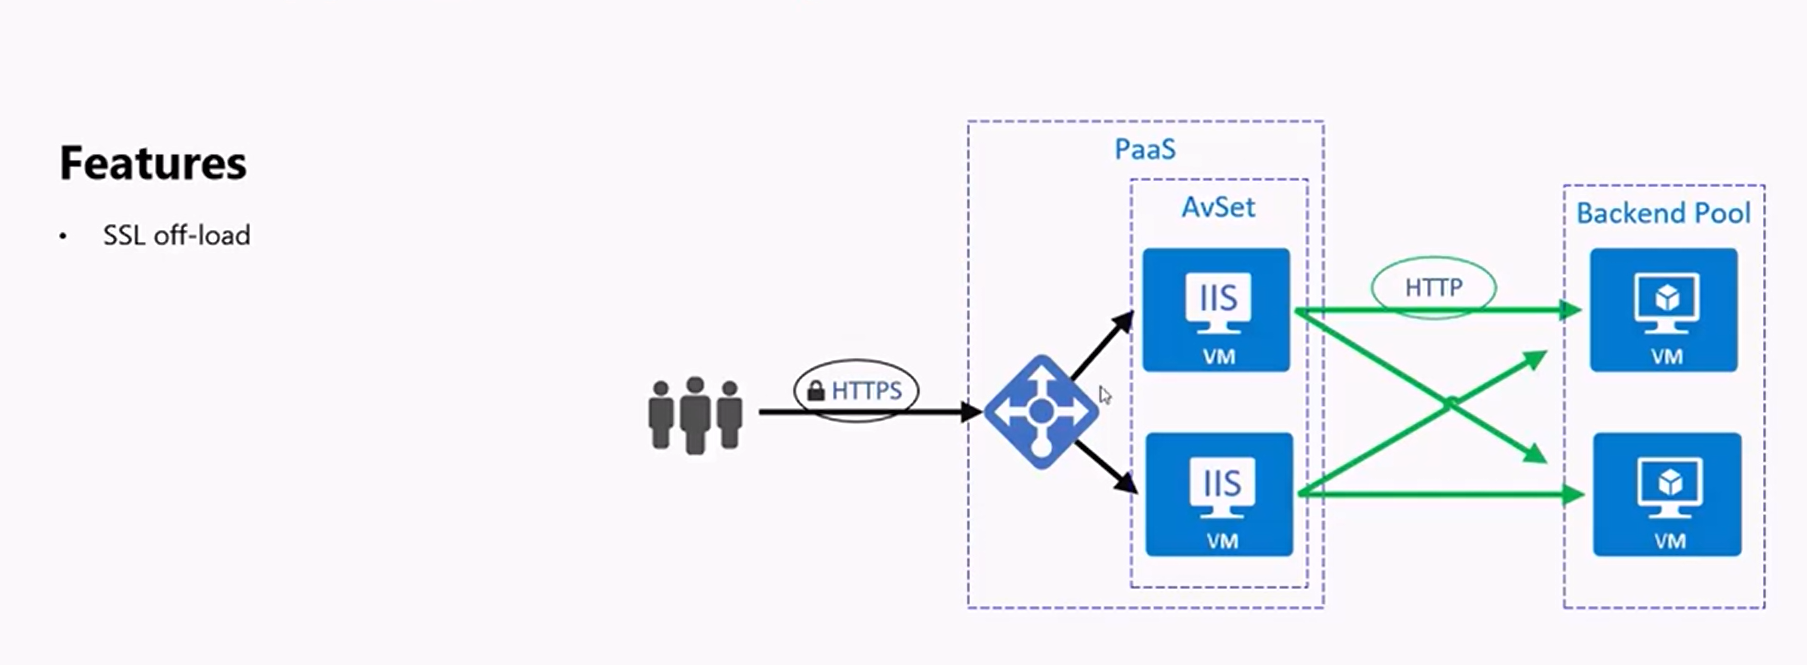 Features
• SSL off-load
PaaS
AvSet
Backend Pool
IIS
VM
HTTP
VM
HTTPS
IIS
VM
VM